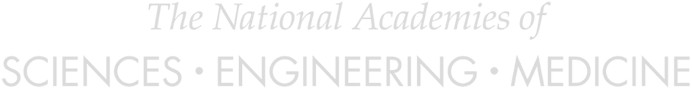 The National Academies of
SCIENCES • ENGINEERING • MEDICINE